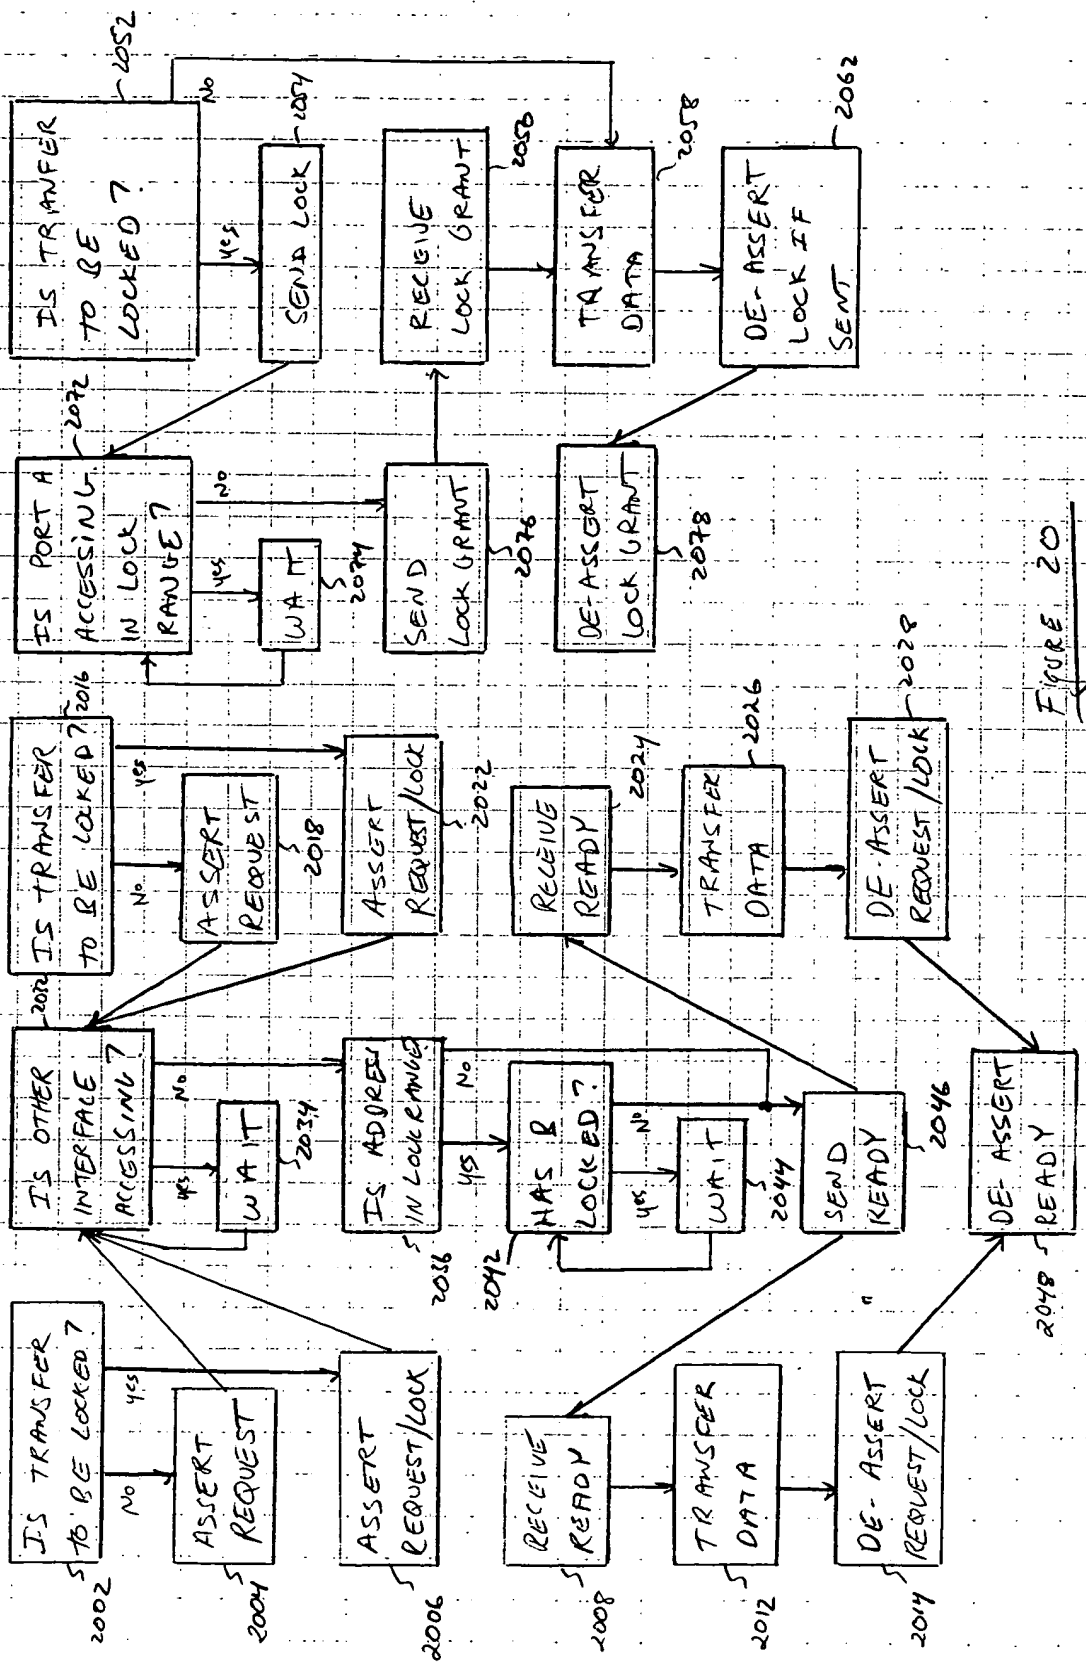 IS TRANSFER
TO BE LOCKED?
2002
No
yes
ASSERT
REQUEST
2004
ASSERT
REQUEST/LOCK
2006
RECEIVE
READY
2008
TRANSFER
DATA
2012
DE-ASSERT
REQUEST/LOCK
2014
IS OTHER
INTERFACE
ACCESSING?
2032
yes
No
WAIT
2034
IS ADDRESS
IN LOCK RANGE?
2036
yes
No
HAS B
LOCKED?
2042
yes
No
WAIT
2044
SEND
READY
2046
DE-ASSERT
READY
2048
IS TRANSFER
TO BE LOCKED?
2016
No
yes
ASSERT
REQUEST
2018
ASSERT
REQUEST/LOCK
2022
RECEIVE
READY
2024
TRANSFER
DATA
2026
DE-ASSERT
REQUEST/LOCK
2028
IS PORT A
ACCESSING
IN LOCK
RANGE?
2072
yes
No
WAIT
2074
SEND
LOCK GRANT
2076
DE-ASSERT
LOCK GRANT
2078
IS TRANFER
TO BE
LOCKED?
2052
yes
No
SEND LOCK
2054
RECEIVE
LOCK GRANT
2056
TRANSFER
DATA
2058
DE-ASSERT
LOCK IF
SENT
2062
FIGURE 20